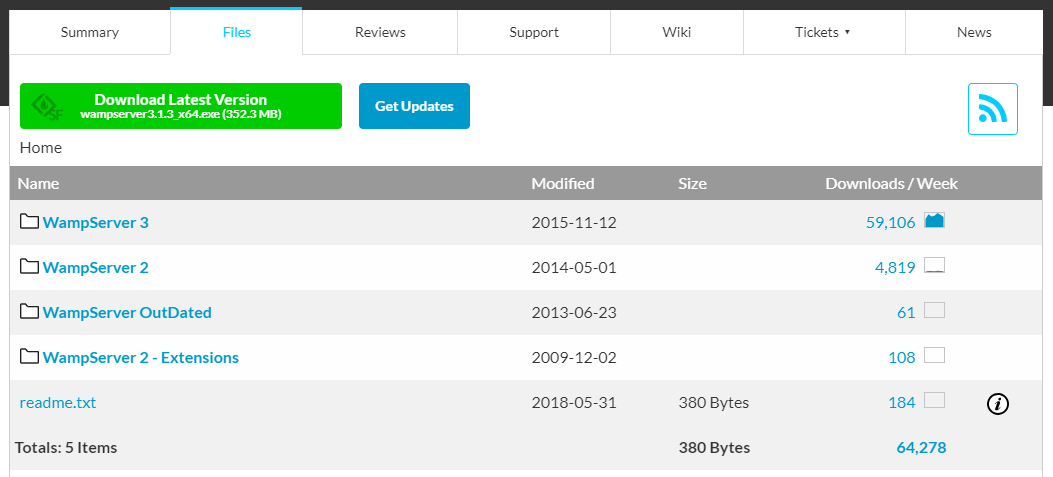 Summary Files Reviews Support Wiki Tickets ▾ News
Download Latest Version Get Updates
SF wampserver3.1.3_x64.exe (352.3 MB)
Home
Name Modified Size Downloads / Week
WampServer 3 2015-11-12 59,106
WampServer 2 2014-05-01 4,819
WampServer OutDated 2013-06-23 61
WampServer 2 - Extensions 2009-12-02 108
readme.txt 2018-05-31 380 Bytes 184 i
Totals: 5 Items 380 Bytes 64,278